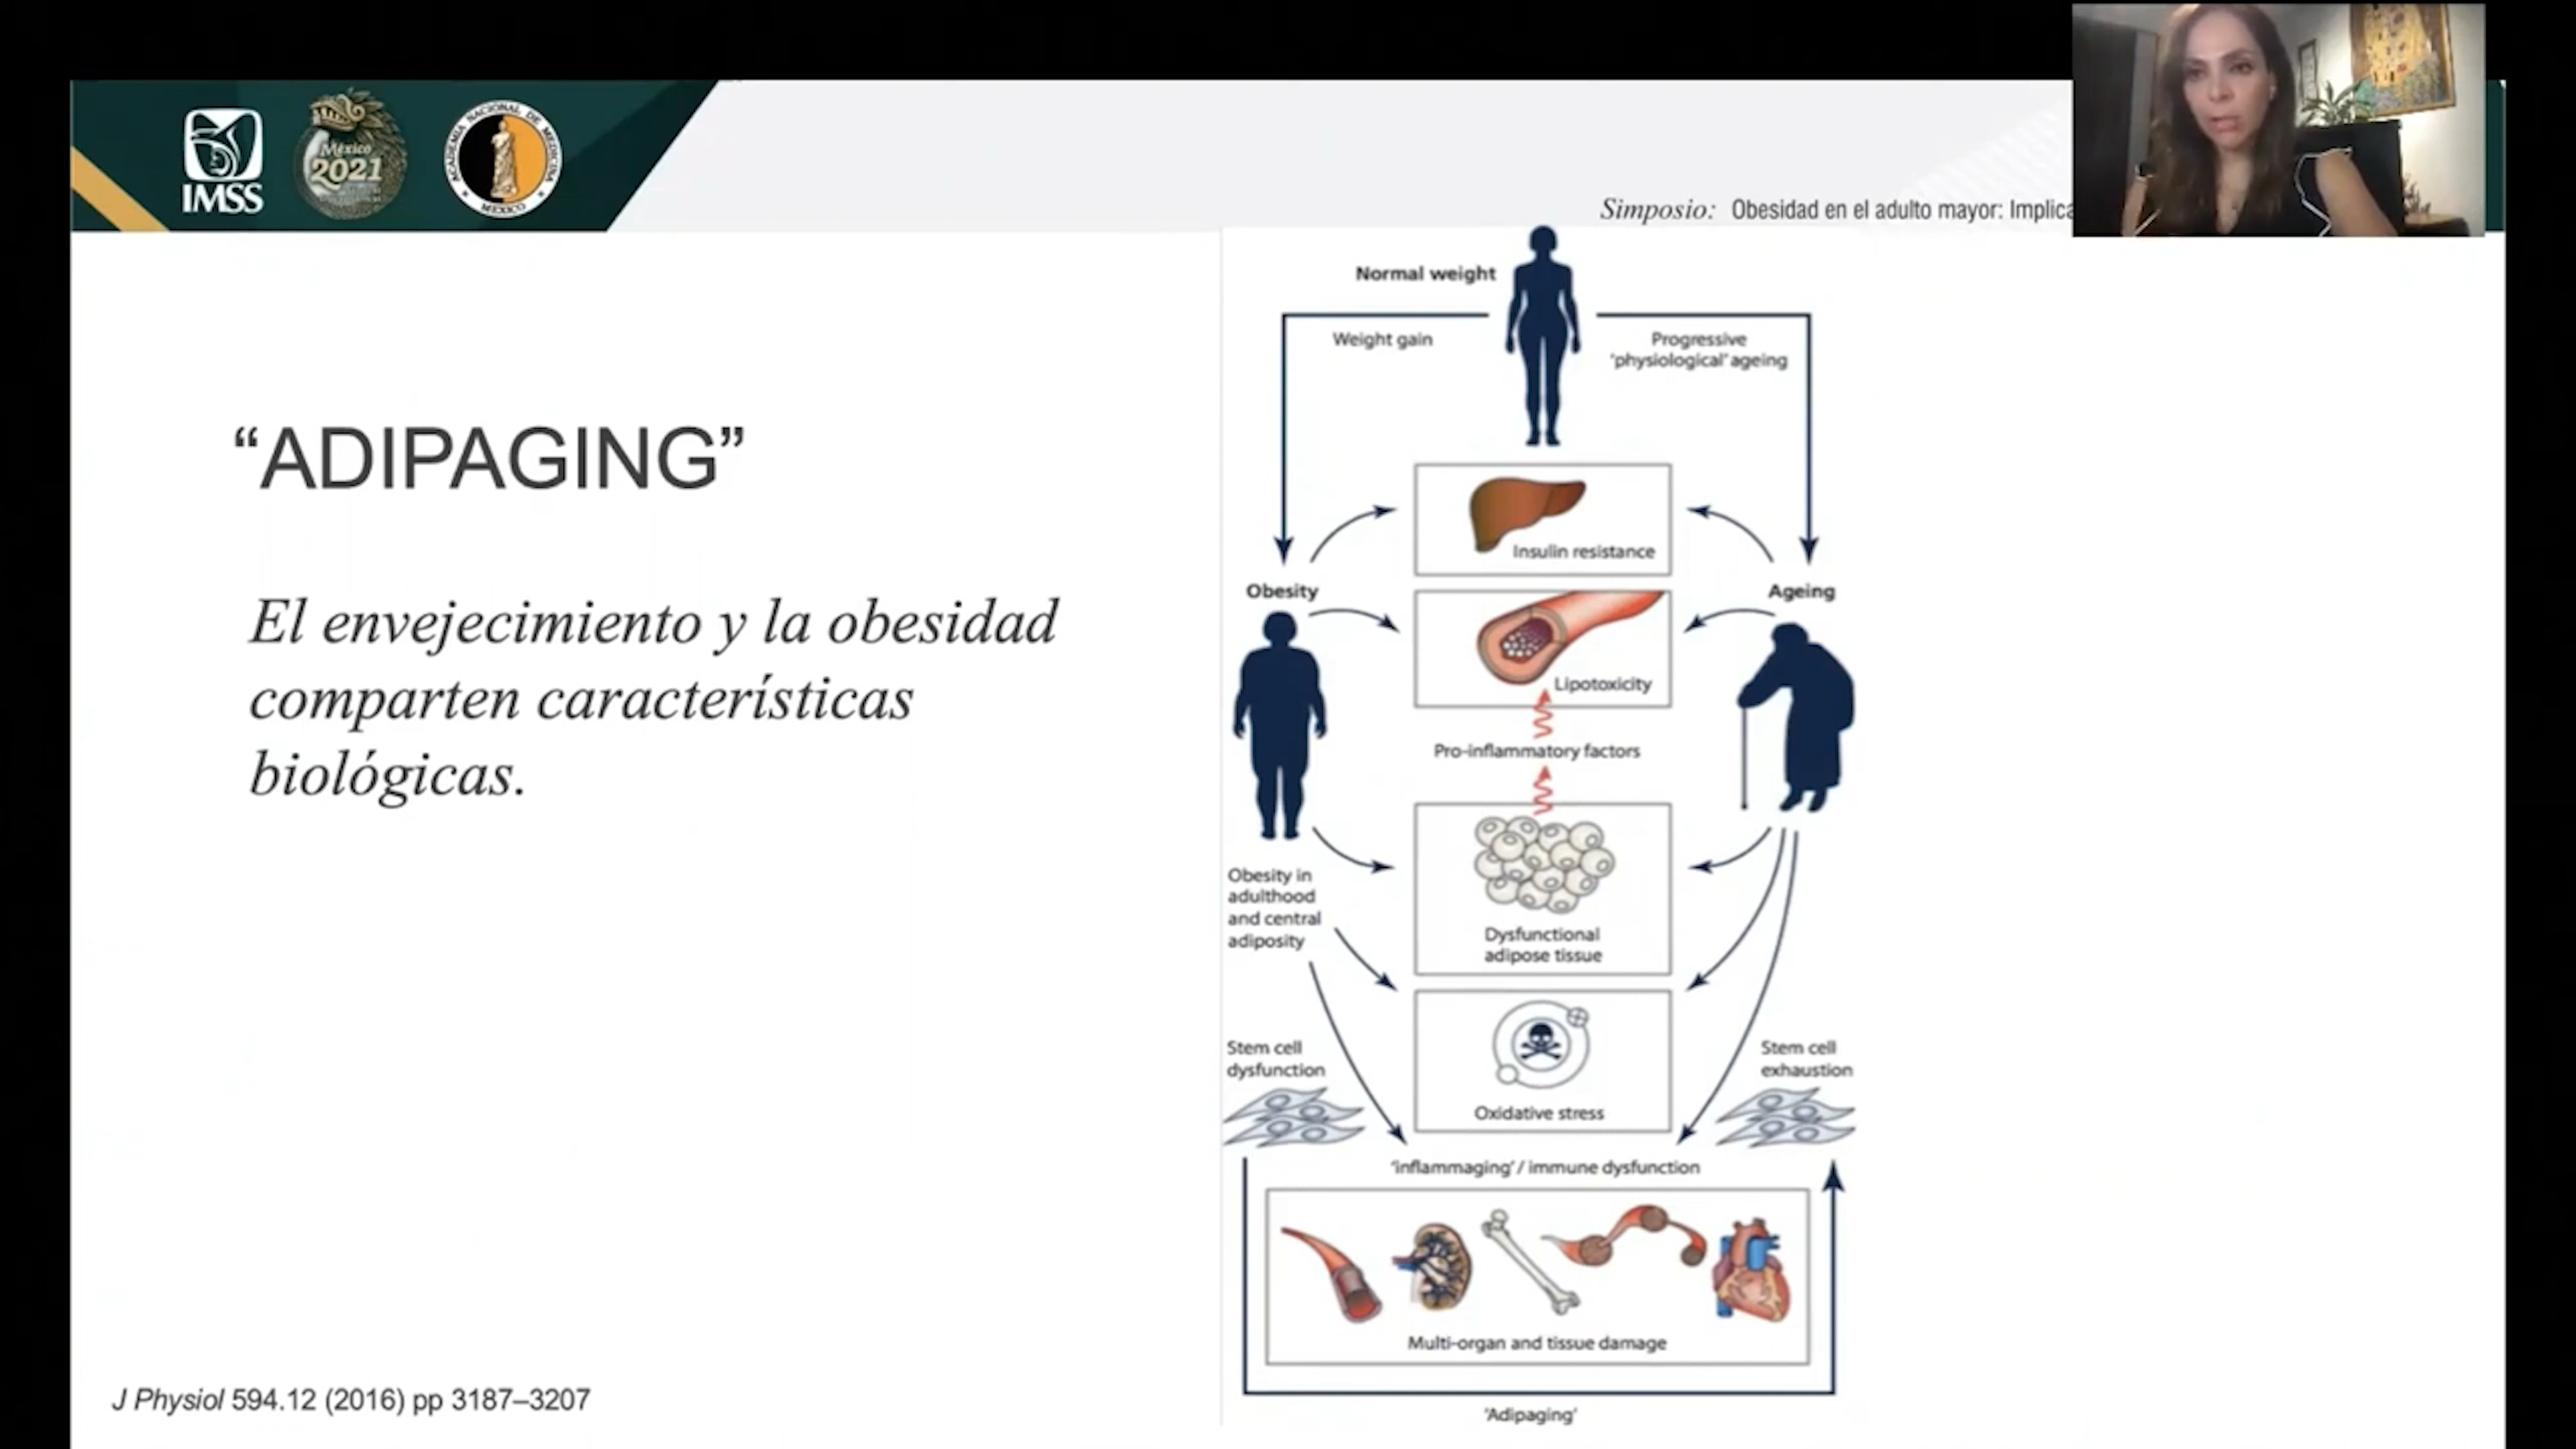 IMSS
México
2021
ACADEMIA NACIONAL DE MEDICINA
MEXICO
Simposio: Obesidad en el adulto mayor: Implica
“ADIPAGING”
El envejecimiento y la obesidad
comparten características
biológicas.
J Physiol 594.12 (2016) pp 3187–3207
Normal weight
Weight gain
Progressive
'physiological' ageing
Insulin resistance
Obesity
Ageing
Lipotoxicity
Pro-inflammatory factors
Obesity in
adulthood
and central
adiposity
Dysfunctional
adipose tissue
Stem cell
dysfunction
Stem cell
exhaustion
Oxidative stress
'inflammaging' / immune dysfunction
Multi-organ and tissue damage
'Adipaging'